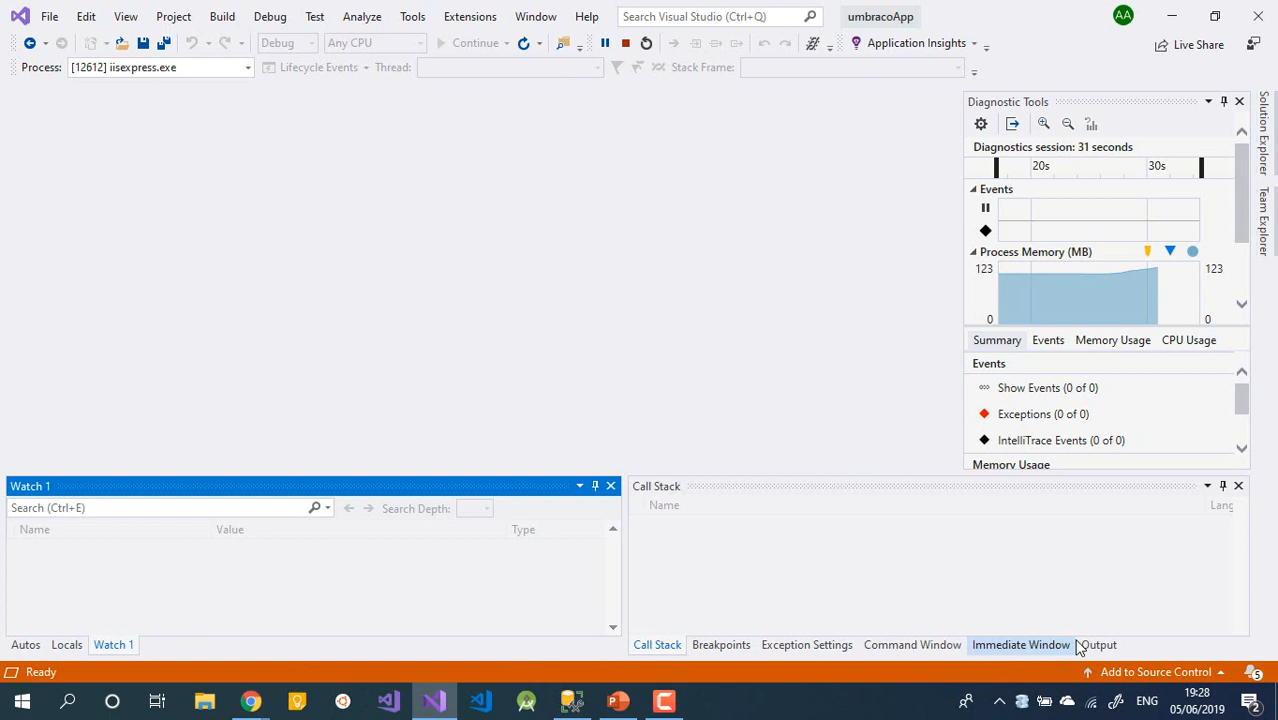 File Edit View Project Build Debug Test Analyze Tools Extensions Window Help Search Visual Studio (Ctrl+Q) umbracoApp AA
Debug Any CPU Continue Application Insights Live Share
Process: [12612] iisexpress.exe Lifecycle Events Thread: Stack Frame:
Diagnostic Tools
Diagnostics session: 31 seconds
20s 30s
Events
Process Memory (MB)
123 123
0 0
Summary Events Memory Usage CPU Usage
Events
Show Events (0 of 0)
Exceptions (0 of 0)
IntelliTrace Events (0 of 0)
Memory Usage
Solution Explorer
Team Explorer
Watch 1
Search (Ctrl+E) Search Depth:
Name Value Type
Autos Locals Watch 1
Call Stack
Name Lang
Call Stack Breakpoints Exception Settings Command Window Immediate Window Output
Ready Add to Source Control 5
ENG 19:28
05/06/2019 2